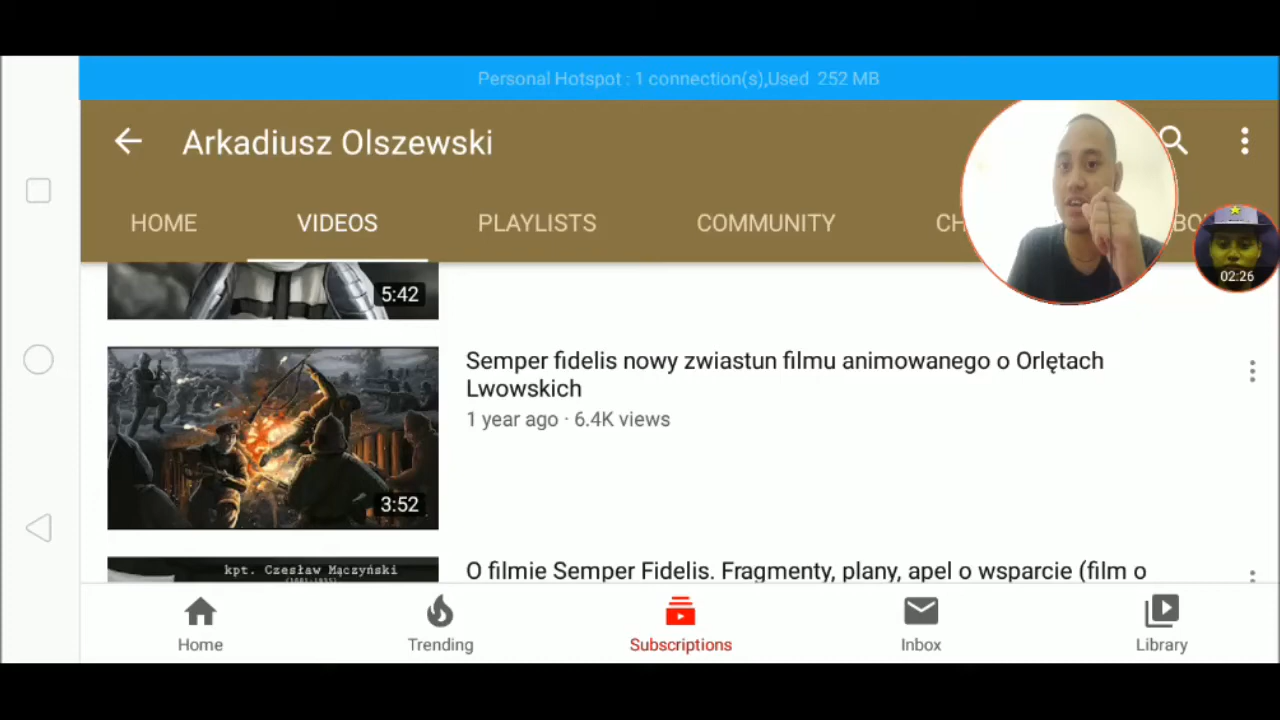 Personal Hotspot : 1 connection(s),Used 252 MB
Arkadiusz Olszewski
HOME VIDEOS PLAYLISTS COMMUNITY
02:26
5:42
Semper fidelis nowy zwiastun filmu animowanego o Orlętach
Lwowskich
1 year ago · 6.4K views
3:52
kpt. Czesław Mączyński
O filmie Semper Fidelis. Fragmenty, plany, apel o wsparcie (film o
Home Trending Subscriptions Inbox Library